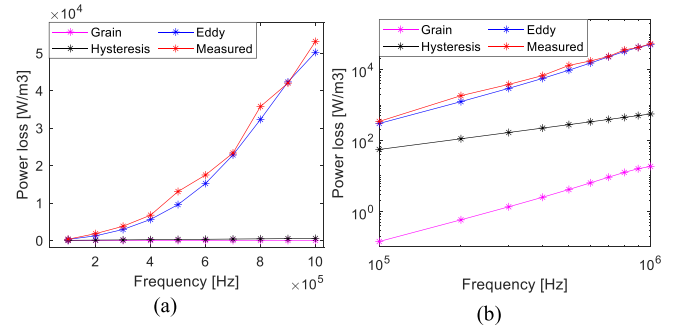 Grain
Eddy
Hysteresis
Measured
Power loss [W/m3]
5
× 10^4
4
3
2
1
0
2
4
6
8
10
Frequency [Hz]
× 10^5
(a)
Grain
Eddy
Hysteresis
Measured
Power loss [W/m3]
10^4
10^2
10^0
10^5
10^6
Frequency [Hz]
(b)